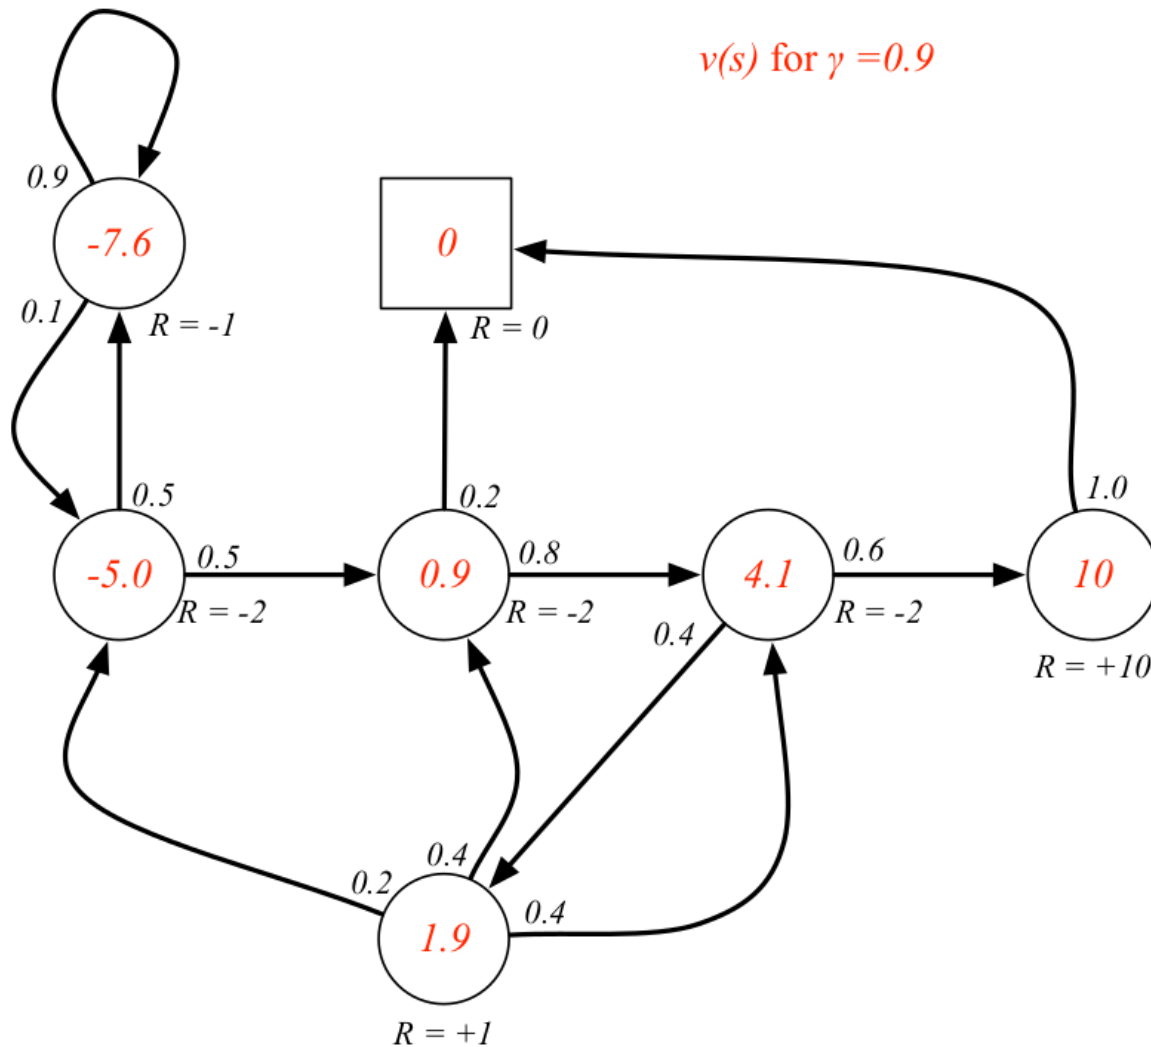 v(s) for γ =0.9
0.9
-7.6
0
0.1
R = -1
R = 0
0.5
0.2
1.0
-5.0
0.5
0.9
0.8
4.1
0.6
10
R = -2
R = -2
R = -2
0.4
R = +10
0.4
0.2
0.4
1.9
R = +1